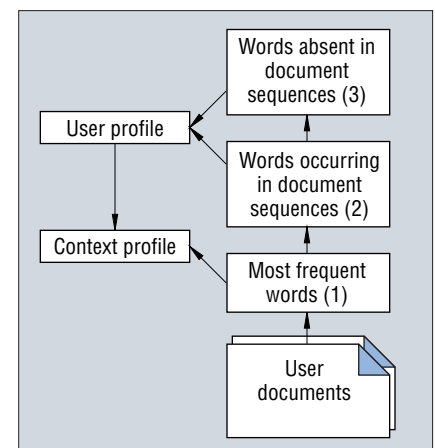 Words absent in
document
sequences (3)
User profile
Words occurring
in document
sequences (2)
Context profile
Most frequent
words (1)
User
documents